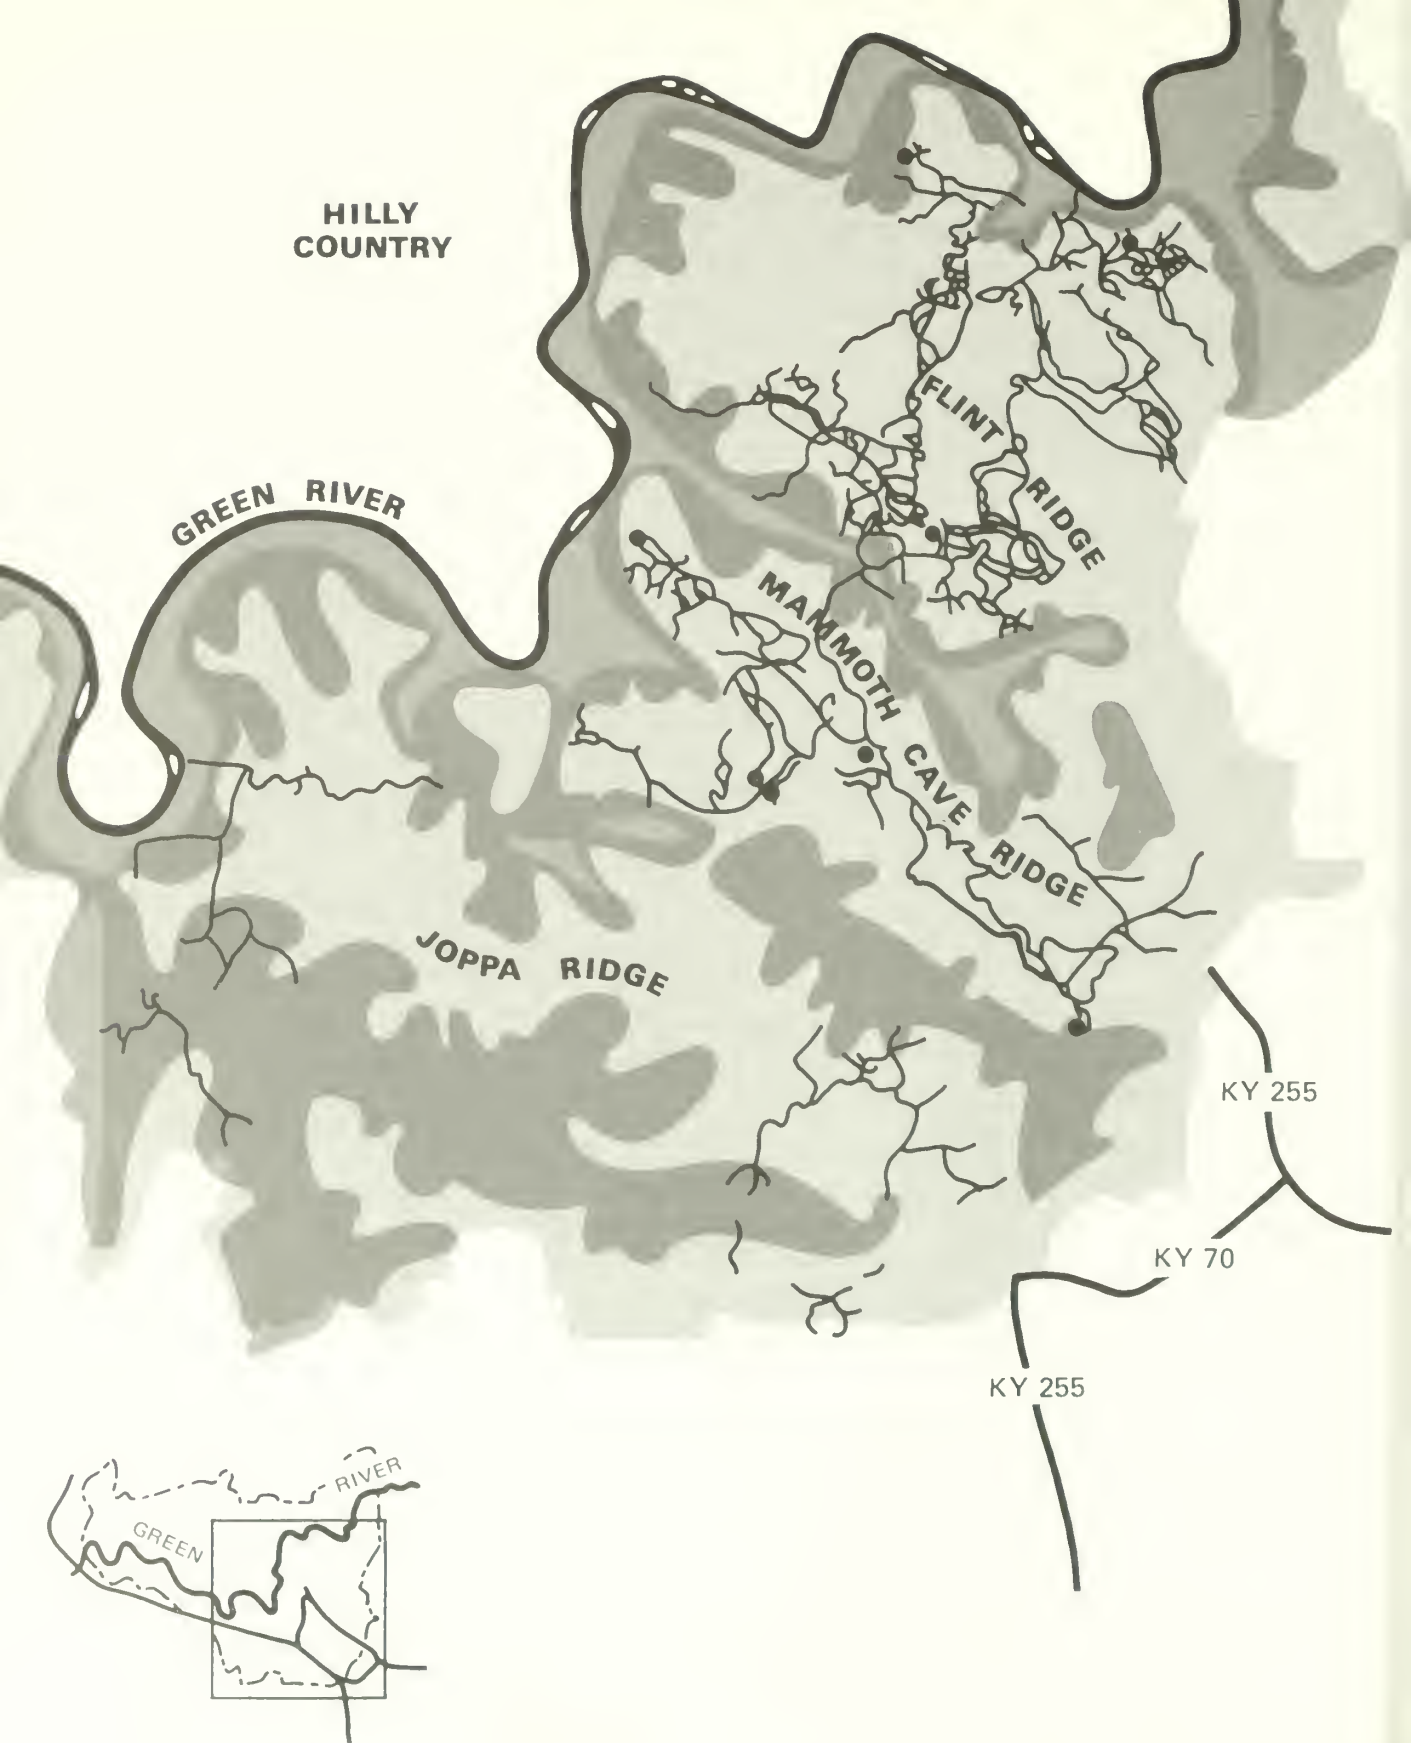 HILLY
COUNTRY
GREEN RIVER
FLINT RIDGE
MAMMOTH CAVE RIDGE
JOPPA RIDGE
KY 255
KY 70
KY 255
RIVER
GREEN